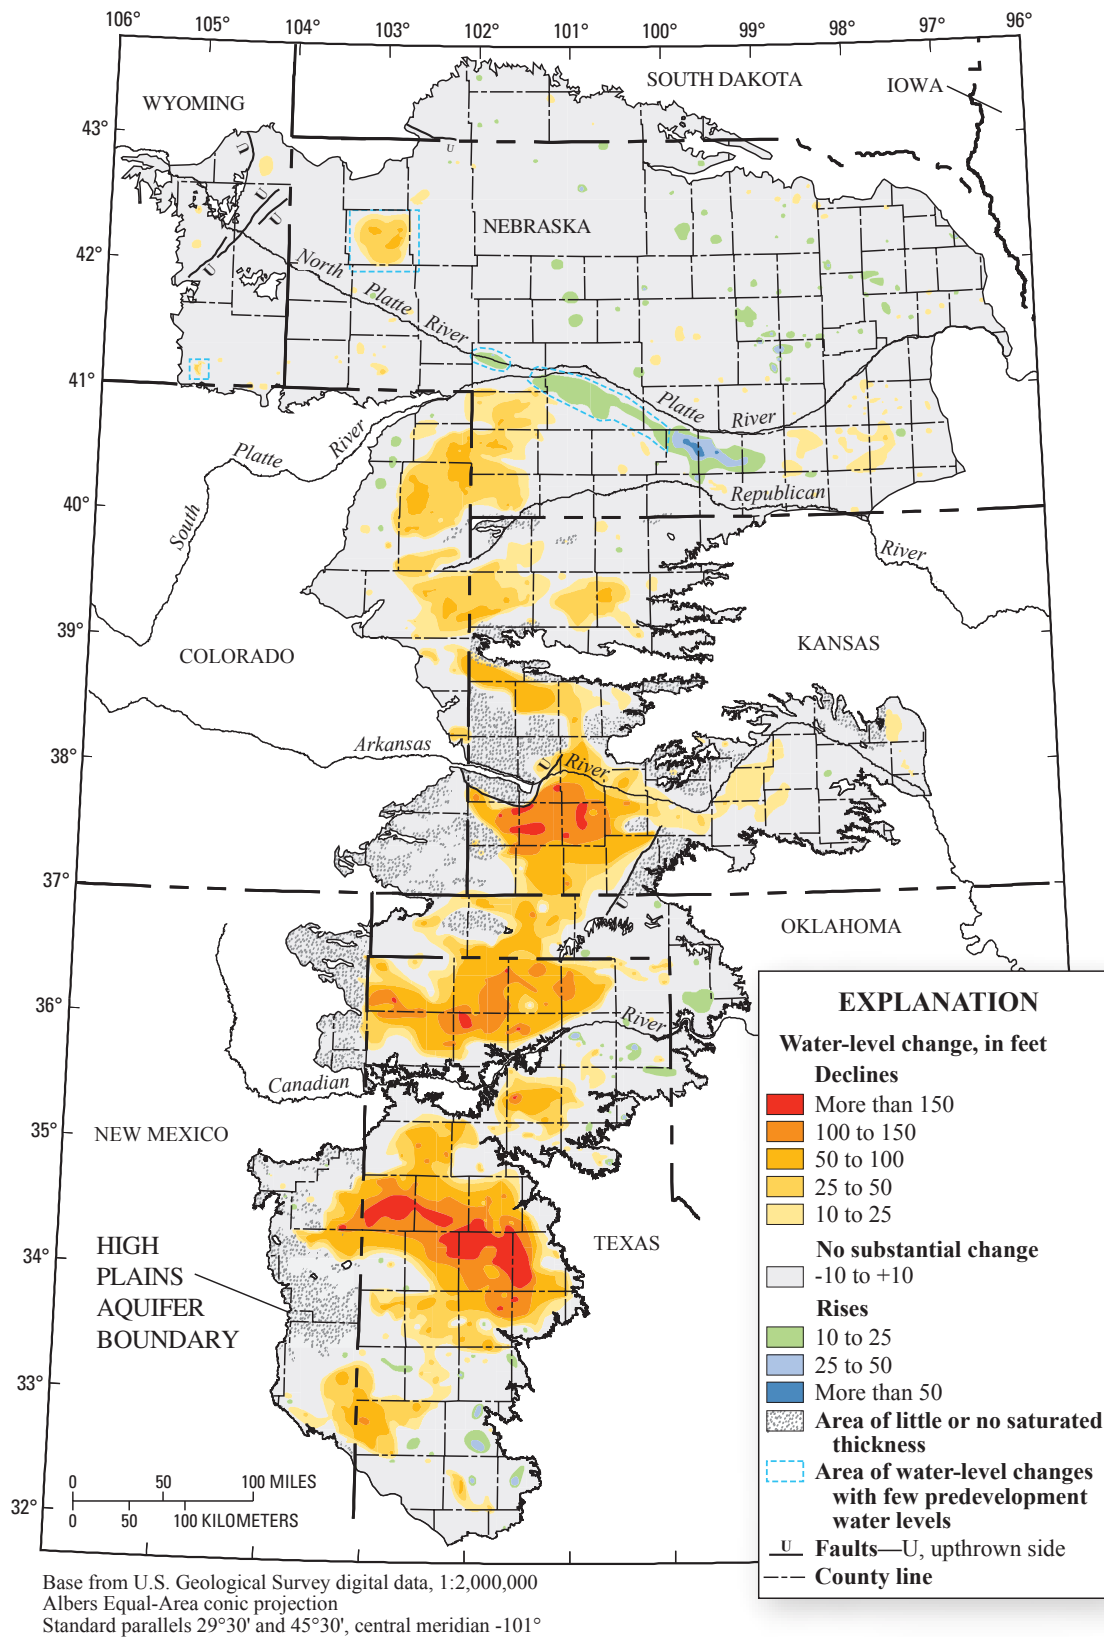 106°
105°
104°
103°
102°
101°
100°
99°
98°
97°
96°
SOUTH DAKOTA
IOWA
WYOMING
43°
U
U
U
U
U
NEBRASKA
42°
North
Platte
River
41°
Platte
River
River
Platte
South
Republican
River
40°
39°
KANSAS
COLORADO
38°
Arkansas
River
U
37°
U
OKLAHOMA
36°
River
Canadian
35°
NEW MEXICO
34°
TEXAS
HIGH
PLAINS
AQUIFER
BOUNDARY
33°
32°
0 50 100 MILES
0 50 100 KILOMETERS
EXPLANATION
Water-level change, in feet
Declines
More than 150
100 to 150
50 to 100
25 to 50
10 to 25
No substantial change
-10 to +10
Rises
10 to 25
25 to 50
More than 50
Area of little or no saturated
thickness
Area of water-level changes
with few predevelopment
water levels
U
Faults—U, upthrown side
County line
Base from U.S. Geological Survey digital data, 1:2,000,000
Albers Equal-Area conic projection
Standard parallels 29°30' and 45°30', central meridian -101°